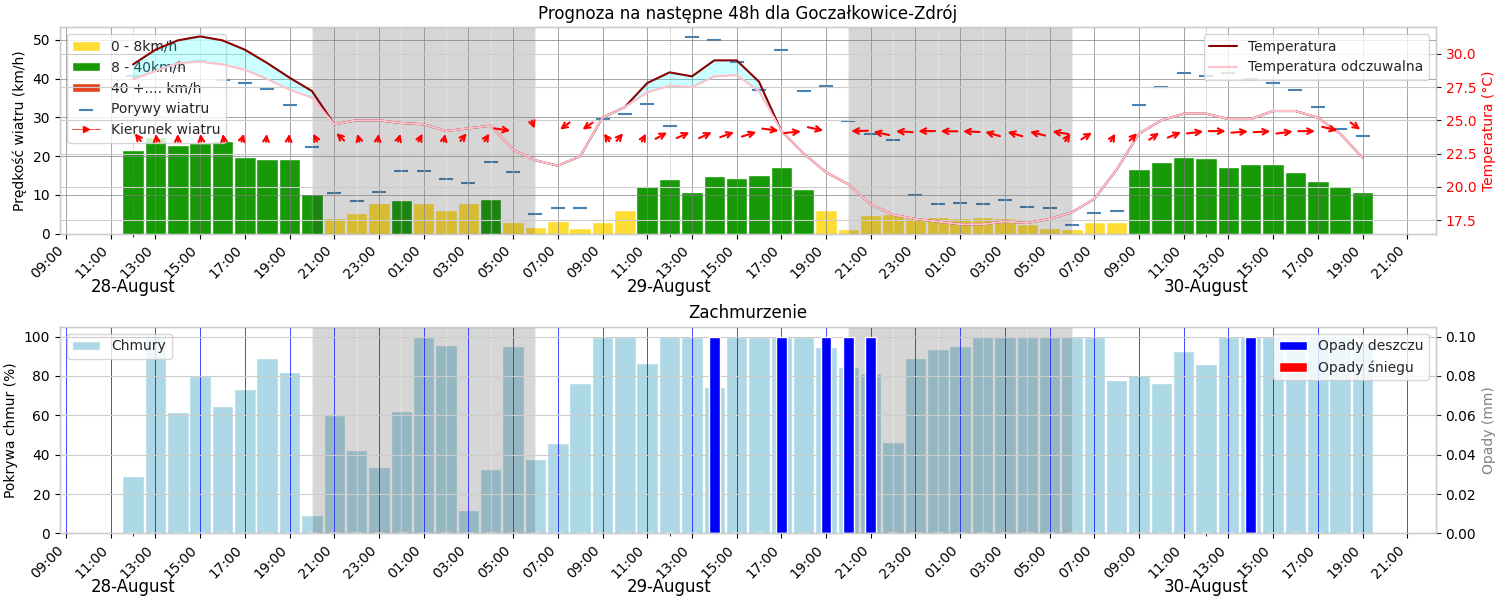 Prognoza na następne 48h dla Goczałkowice-Zdrój
Prędkość wiatru (km/h)
50
40
30
20
10
0
0 - 8km/h
8 - 40km/h
40 +.... km/h
Porywy wiatru
Kierunek wiatru
Temperatura
Temperatura odczuwalna
30.0
27.5
25.0
22.5
20.0
17.5
Temperatura (°C)
09:00 11:00 13:00 15:00 17:00 19:00 21:00 23:00 01:00 03:00 05:00 07:00 09:00 11:00 13:00 15:00 17:00 19:00 21:00 23:00 01:00 03:00 05:00 07:00 09:00 11:00 13:00 15:00 17:00 19:00 21:00
28-August 29-August 30-August
Zachmurzenie
Pokrywa chmur (%)
100
80
60
40
20
0
Chmury
Opady deszczu
Opady śniegu
0.10
0.08
0.06
0.04
0.02
0.00
Opady (mm)
09:00 11:00 13:00 15:00 17:00 19:00 21:00 23:00 01:00 03:00 05:00 07:00 09:00 11:00 13:00 15:00 17:00 19:00 21:00 23:00 01:00 03:00 05:00 07:00 09:00 11:00 13:00 15:00 17:00 19:00 21:00
28-August 29-August 30-August